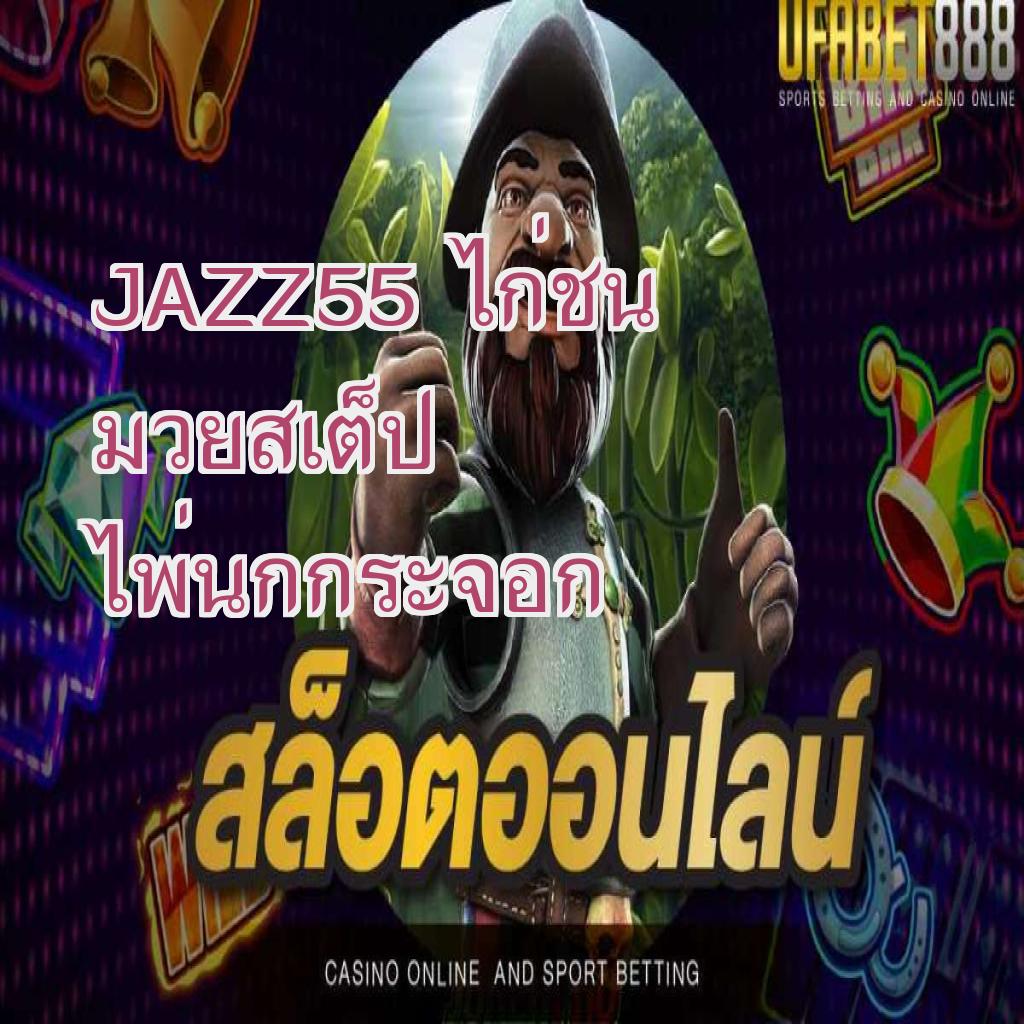 UFABET888
SPORTS BETTING AND CASINO ONLINE
BAR
JAZZ55 ไก่ชน
มวยสเต็ป
ไพ่นกกระจอก
สล็อตออนไลน์
CASINO ONLINE AND SPORT BETTING